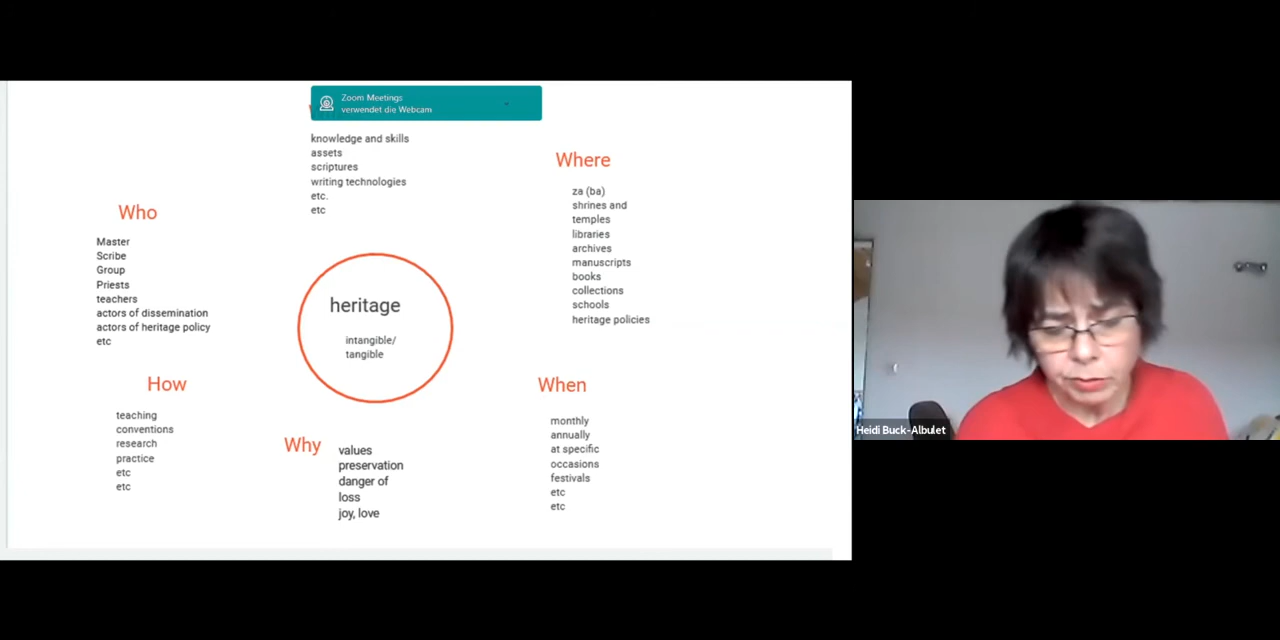 Zoom Meetings
verwendet die Webcam
knowledge and skills
assets
scriptures
writing technologies
etc.
etc
Where
za (ba)
shrines and
temples
libraries
archives
manuscripts
books
collections
schools
heritage policies
Who
Master
Scribe
Group
Priests
teachers
actors of dissemination
actors of heritage policy
etc
heritage
intangible/
tangible
How
teaching
conventions
research
practice
etc
etc
Why
values
preservation
danger of
loss
joy, love
When
monthly
annually
at specific
occasions
festivals
etc
etc
Heidi Buck-Albulet